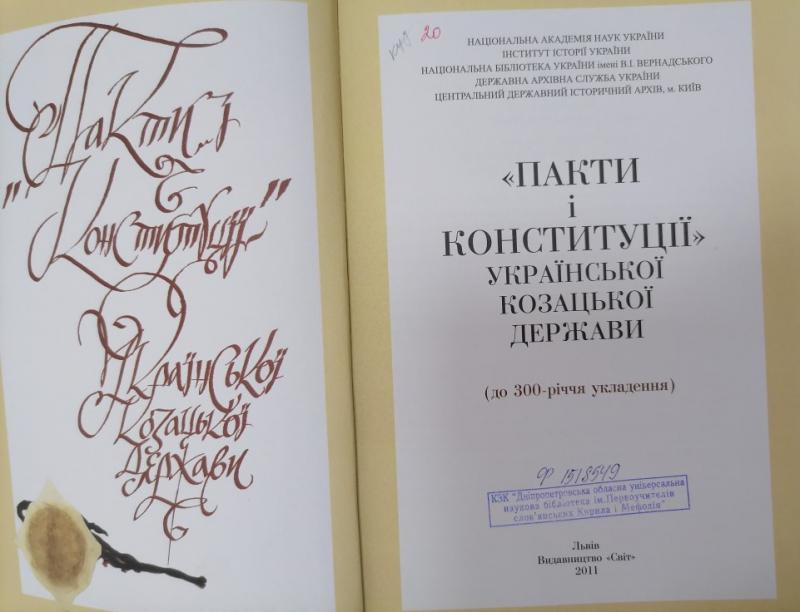 "Пакти і
Конституції"
Української
козацької
держави
20
НАЦІОНАЛЬНА АКАДЕМІЯ НАУК УКРАЇНИ
ІНСТИТУТ ІСТОРІЇ УКРАЇНИ
НАЦІОНАЛЬНА БІБЛІОТЕКА УКРАЇНИ імені В.І. ВЕРНАДСЬКОГО
ДЕРЖАВНА АРХІВНА СЛУЖБА УКРАЇНИ
ЦЕНТРАЛЬНИЙ ДЕРЖАВНИЙ ІСТОРИЧНИЙ АРХІВ, м. КИЇВ
«ПАКТИ
і
КОНСТИТУЦІЇ»
УКРАЇНСЬКОЇ
КОЗАЦЬКОЇ
ДЕРЖАВИ
(до 300-річчя укладення)
Ф 1518549
КЗК "Дніпропетровська обласна універсальна
наукова бібліотека ім.Первоучителів
слов'янських Кирила і Мефодія"
Львів
Видавництво «Світ»
2011